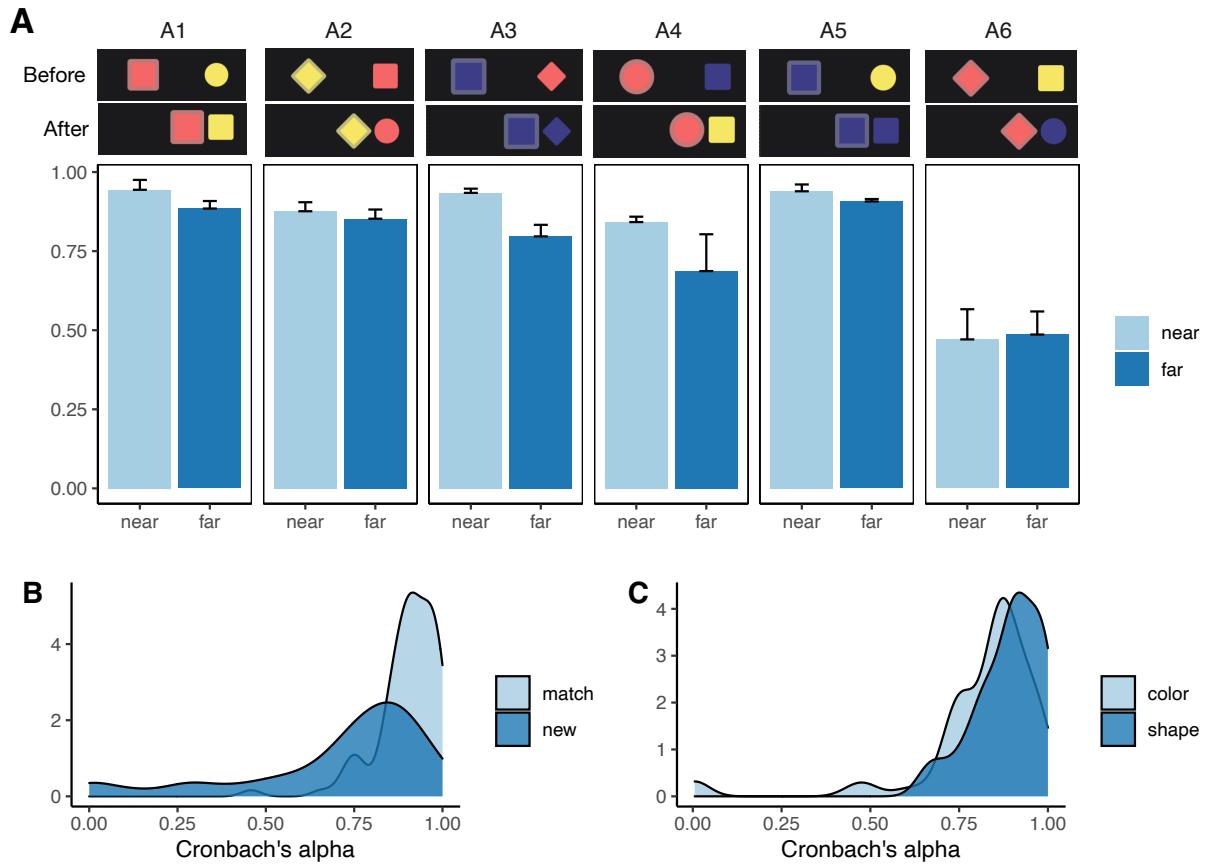 A
A1 A2 A3 A4 A5 A6
Before
After
1.00
0.75
0.50
0.25
0.00
near far near far near far near far near far near far
near
far
B
4
2
0
0.00 0.25 0.50 0.75 1.00
Cronbach's alpha
match
new
C
4
3
2
1
0
0.00 0.25 0.50 0.75 1.00
Cronbach's alpha
color
shape